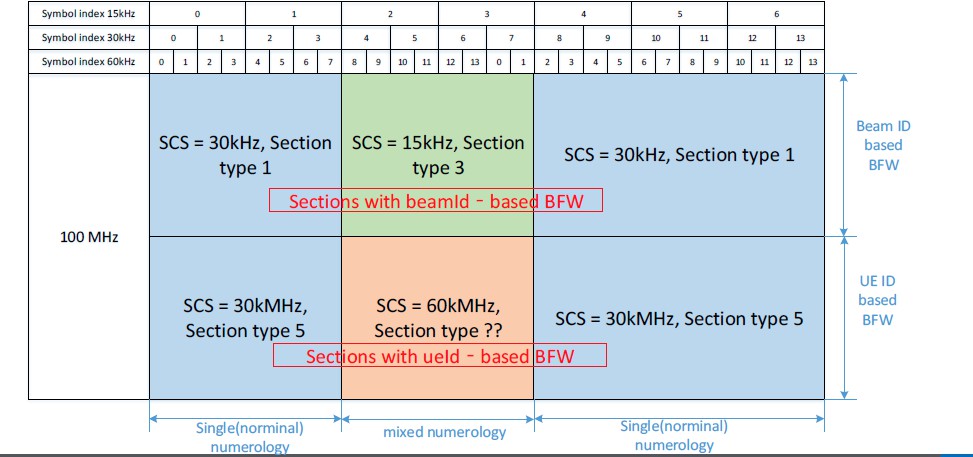 Symbol index 15kHz 0 1 2 3 4 5 6
Symbol index 30kHz 0 1 2 3 4 5 6 7 8 9 10 11 12 13
Symbol index 60kHz 0 1 2 3 4 5 6 7 8 9 10 11 12 13 0 1 2 3 4 5 6 7 8 9 10 11 12 13
SCS = 30kHz, Section
type 1
SCS = 15kHz, Section
type 3
SCS = 30kHz, Section type 1
Beam ID
based
BFW
Sections with beamId - based BFW
100 MHz
SCS = 30kMHz,
Section type 5
SCS = 60kMHz,
Section type ??
SCS = 30kMHz, Section type 5
UE ID
based
BFW
Sections with ueId - based BFW
Single(norminal)
numerology
mixed numerology
Single(norminal)
numerology